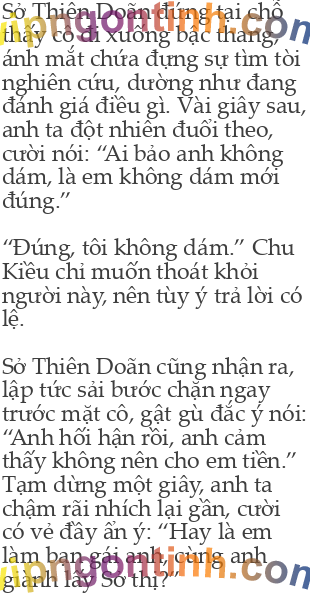 Sở Thiên Doãn đứng tại chỗ
thấy cô đi xuống bậc thang,
ánh mắt chứa đựng sự tìm tòi
nghiên cứu, dường như đang
đánh giá điều gì. Vài giây sau,
anh ta đột nhiên đuổi theo,
cười nói: “Ai bảo anh không
dám, là em không dám mới
đúng.”

“Đúng, tôi không dám.” Chu
Kiều chỉ muốn thoát khỏi
người này, nên tùy ý trả lời có
lệ.

Sở Thiên Doãn cũng nhận ra,
lập tức sải bước chặn ngay
trước mặt cô, gật gù đắc ý nói:
“Anh hối hận rồi, anh cảm
thấy không nên cho em tiền.”
Tạm dừng một giây, anh ta
chậm rãi nhích lại gần, cười
có vẻ đầy ẩn ý: “Hay là em
làm bạn gái anh, cùng anh
giành lấy Sở thị?”
vipngontinh.com
vipngontinh.com